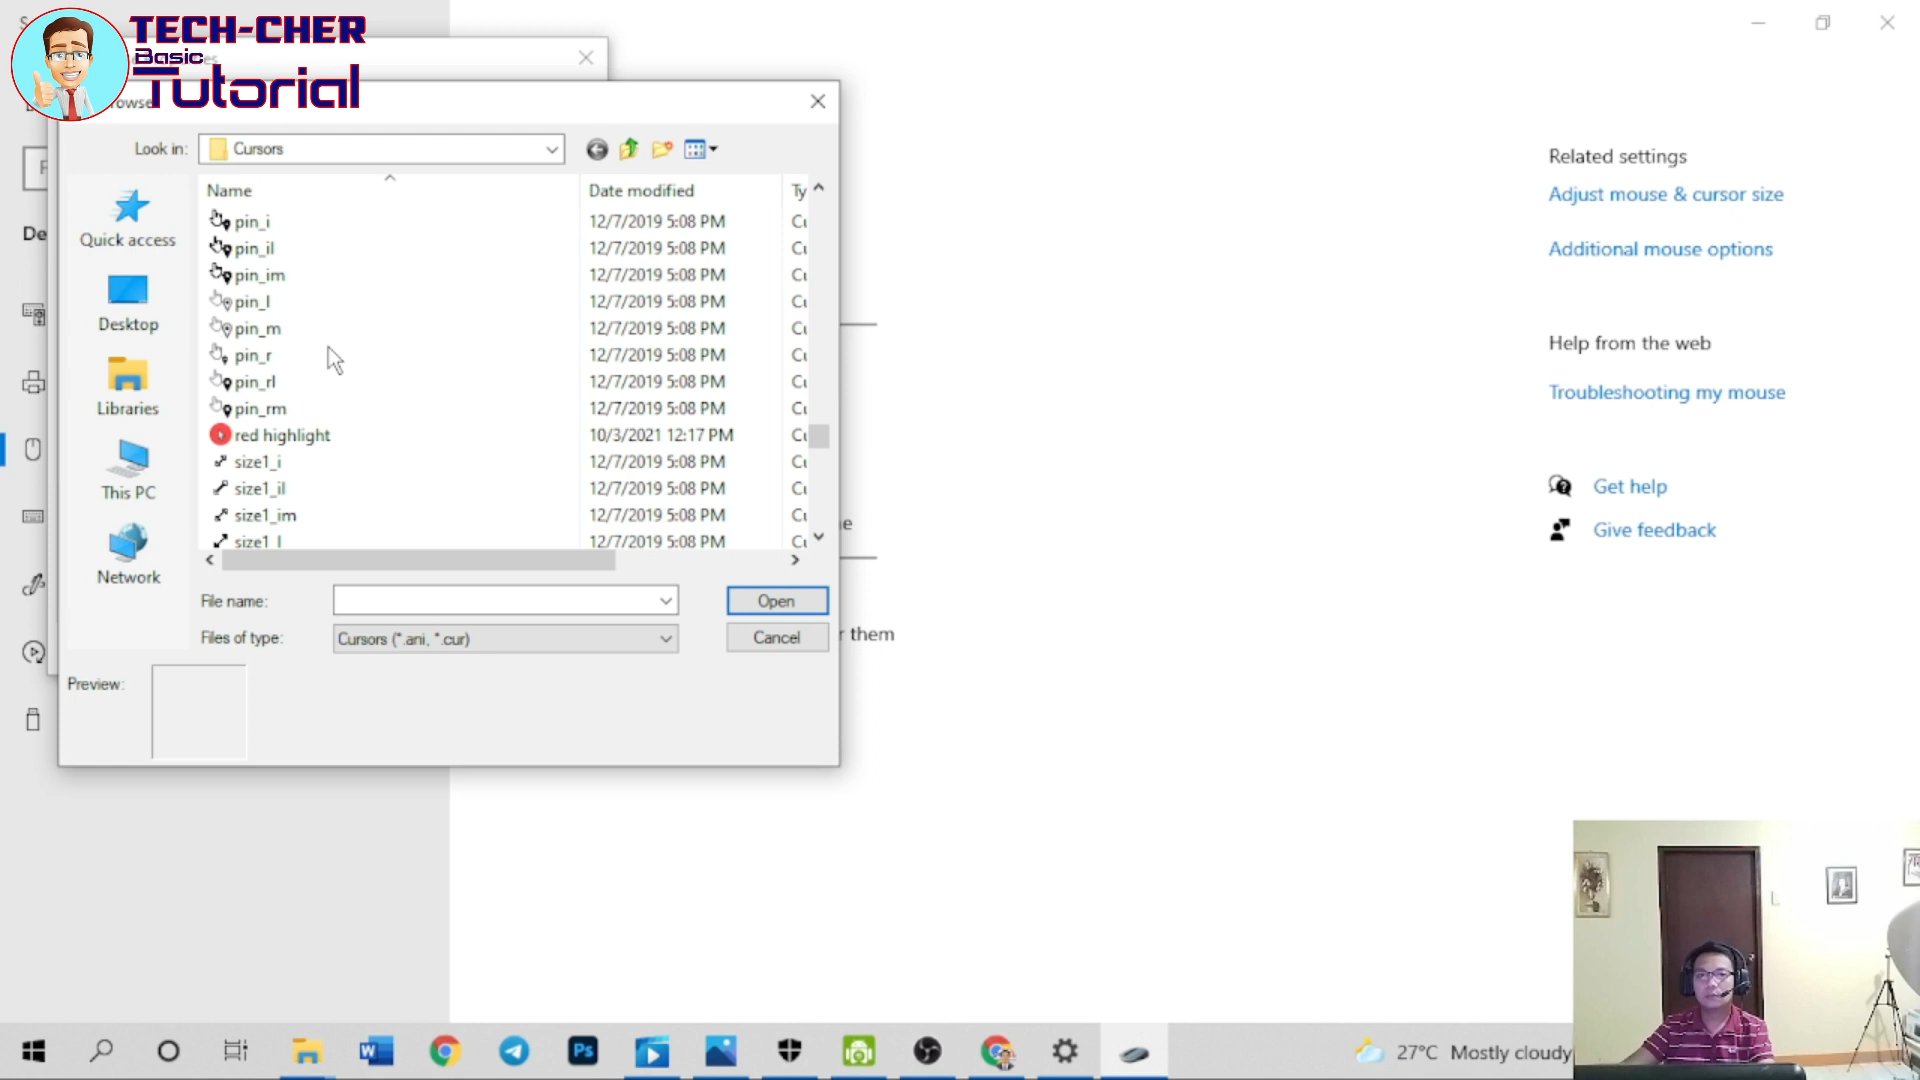 TECH-CHER
Basic
Tutorial
Look in:
Cursors
Name
Date modified
Quick access
Desktop
Libraries
This PC
Network
pin_i 12/7/2019 5:08 PM
pin_il 12/7/2019 5:08 PM
pin_im 12/7/2019 5:08 PM
pin_l 12/7/2019 5:08 PM
pin_m 12/7/2019 5:08 PM
pin_r 12/7/2019 5:08 PM
pin_rl 12/7/2019 5:08 PM
pin_rm 12/7/2019 5:08 PM
red highlight 10/3/2021 12:17 PM
size1_i 12/7/2019 5:08 PM
size1_il 12/7/2019 5:08 PM
size1_im 12/7/2019 5:08 PM
size1_l 12/7/2019 5:08 PM
File name:
Open
Files of type:
Cursors (*.ani, *.cur)
Cancel
r them
Preview:
Related settings
Adjust mouse & cursor size
Additional mouse options
Help from the web
Troubleshooting my mouse
Get help
Give feedback
27°C Mostly cloudy